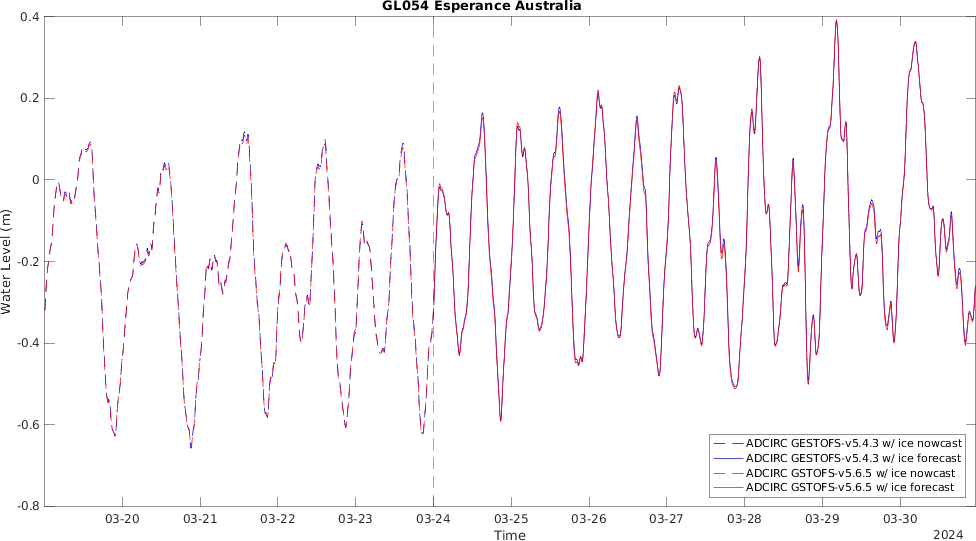 GL054 Esperance Australia
0.4
0.2
0
-0.2
-0.4
-0.6
-0.8
Water Level (m)
ADCIRC GESTOFS-v5.4.3 w/ ice nowcast
ADCIRC GESTOFS-v5.4.3 w/ ice forecast
ADCIRC GSTOFS-v5.6.5 w/ ice nowcast
ADCIRC GSTOFS-v5.6.5 w/ ice forecast
03-20 03-21 03-22 03-23 03-24 03-25 03-26 03-27 03-28 03-29 03-30
Time
2024